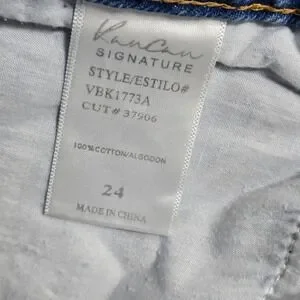 KanCan
SIGNATURE
STYLE/ESTILO#
VBK1773A
CUT# 37906
100%COTTON/ALGODON
24
MADE IN CHINA